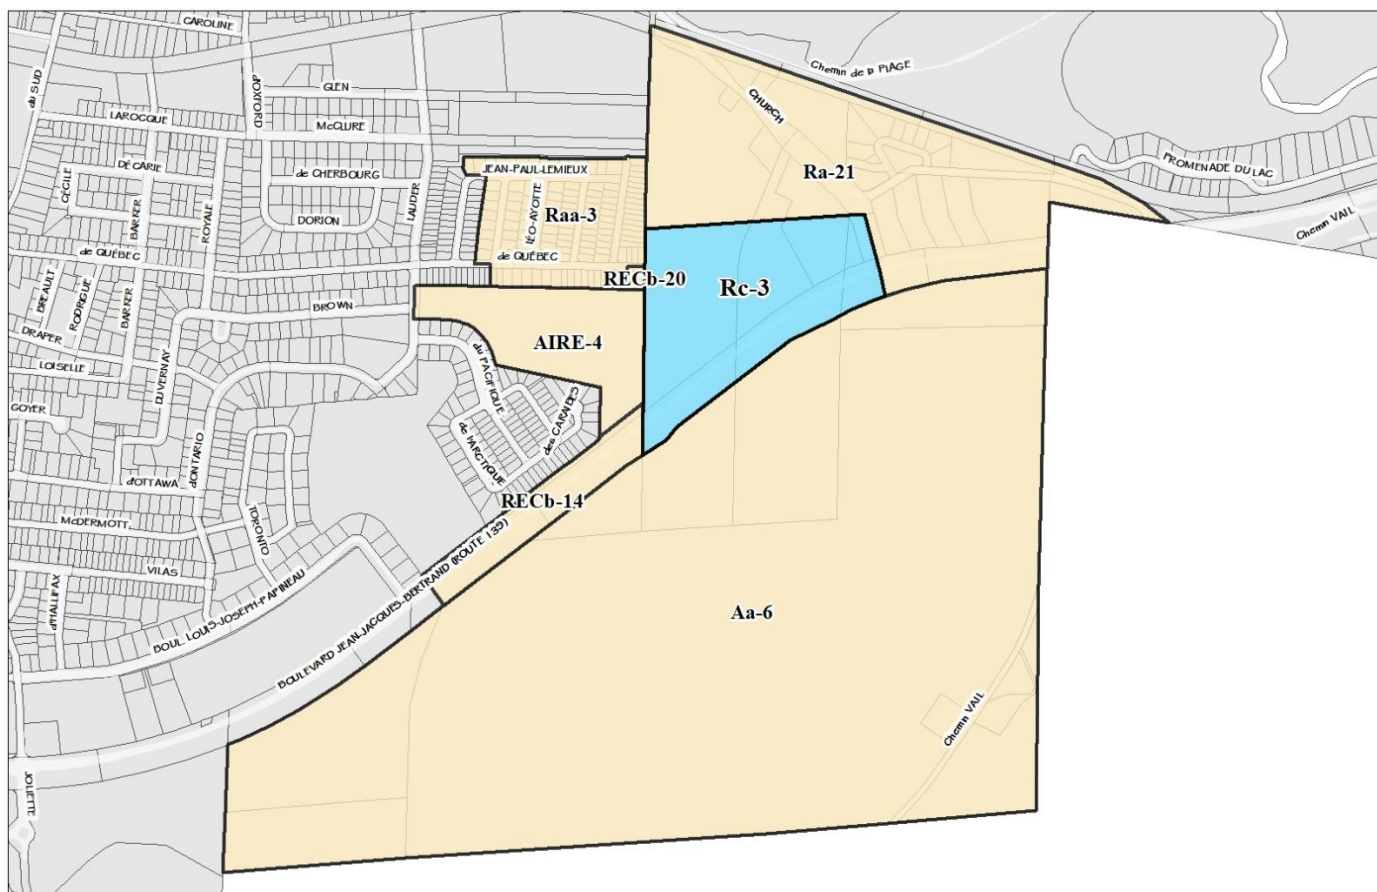 CAROLINE
du SUD
d'OXFORD
GLEN
LAROCQUE
McCLURE
Chemin de la PLAGE
CHURCH
PROMENADE DU LAC
Chemin VAIL
DÉCARIE
CÉCILE
BARKER
ROYALE
de CHERBOURG
DORION
LAUDER
JEAN-PAUL-LEMIEUX
Raa-3
LÉO-AYOTTE
de QUÉBEC
Ra-21
de QUÉBEC
RECb-20
Rc-3
BREAULT
RODRIGUE
BARKER
BROWN
DRAPER
LOISELLE
DUVERNAY
AIRE-4
du PACIFIQUE
des CARAÏBES
de l'ARCTIQUE
GOYER
d'ONTARIO
d'OTTAWA
McDERMOTT
TORONTO
RECb-14
VILAS
d'HALLIFAX
BOUL. LOUIS-JOSEPH-PAPINEAU
BOULEVARD JEAN-JACQUES-BERTRAND (ROUTE 139)
Aa-6
Chemin VAIL
JOLIETTE